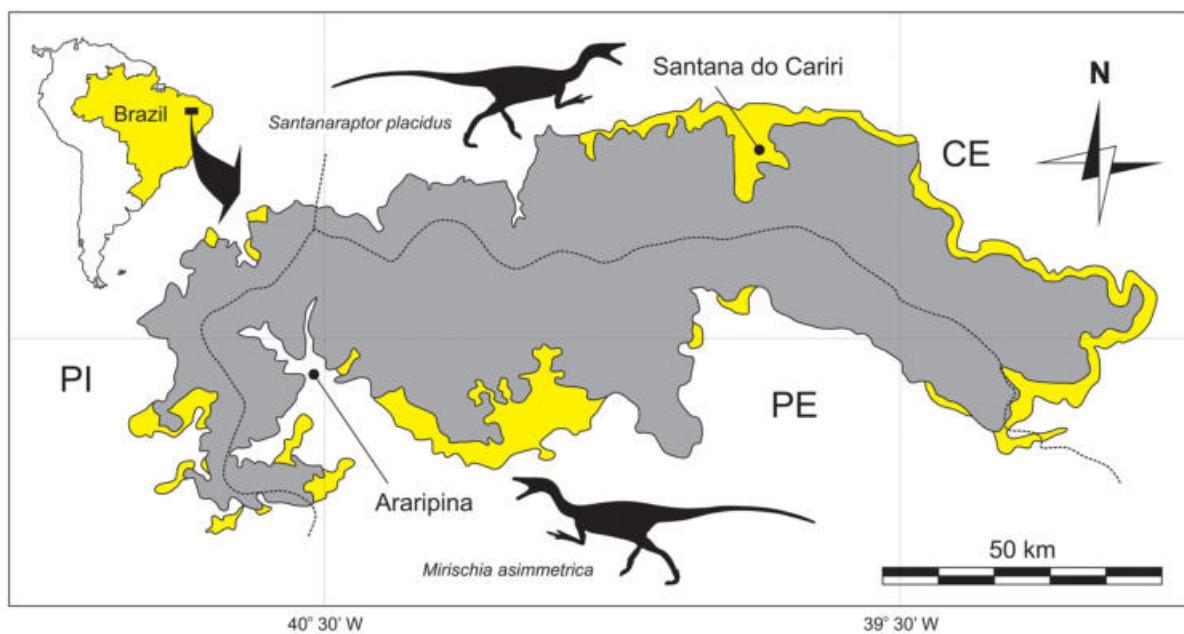 Brazil
Santanaraptor placidus
Santana do Cariri
N
CE
PI
PE
Araripina
Mirischia asimmetrica
50 km
40° 30' W
39° 30' W